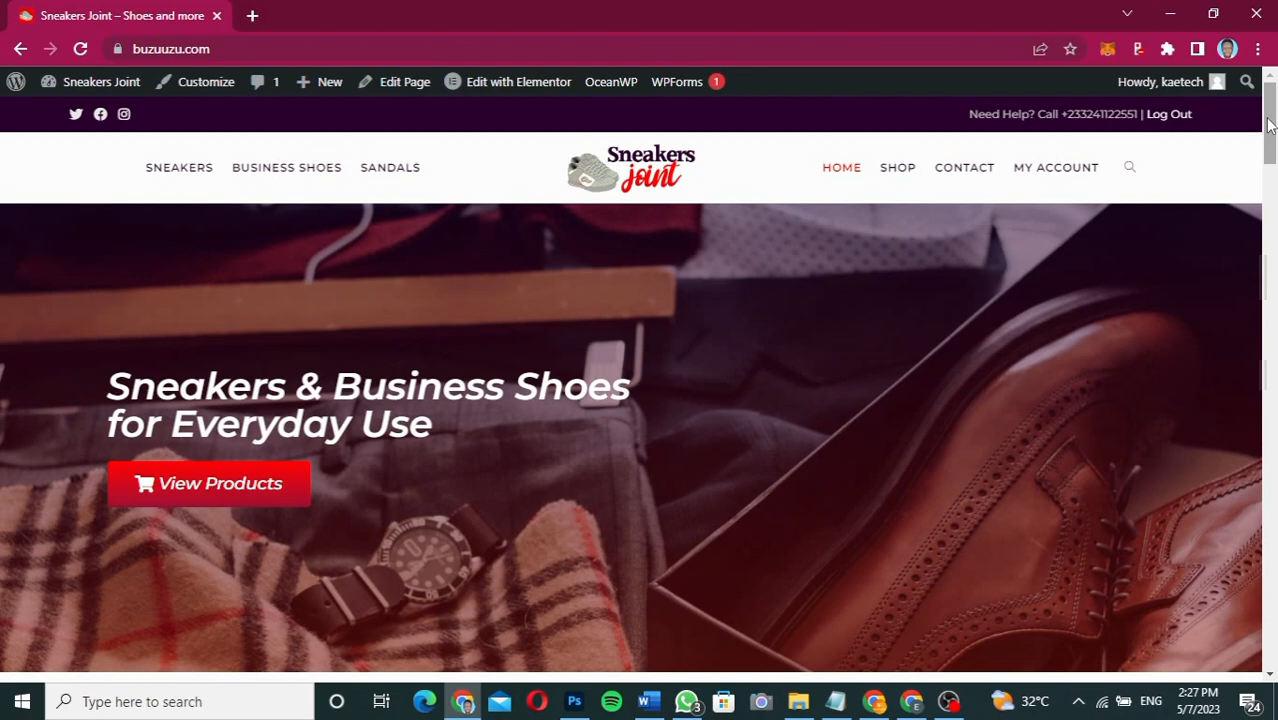 Sneakers Joint – Shoes and more
buzuuzu.com
Sneakers Joint Customize 1 New Edit Page Edit with Elementor OceanWP WPForms 1 Howdy, kaetech
Need Help? Call +233241122551 | Log Out
SNEAKERS BUSINESS SHOES SANDALS Sneakers joint HOME SHOP CONTACT MY ACCOUNT
Sneakers & Business Shoes
for Everyday Use
View Products
Type here to search Ps W 3 E 32°C ENG 2:27 PM 5/7/2023 24